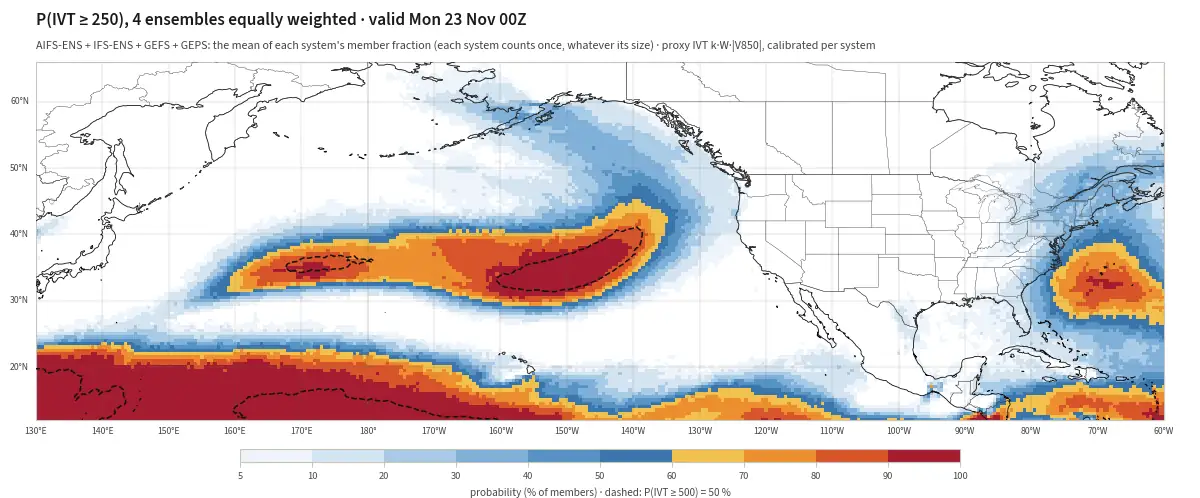 P(IVT ≥ 250), 4 ensembles equally weighted · valid Mon 23 Nov 00Z
AIFS-ENS + IFS-ENS + GEFS + GEPS: the mean of each system's member fraction (each system counts once, whatever its size) · proxy IVT k·W·|V850|, calibrated per system
60°N
50°N
40°N
30°N
20°N
130°E 140°E 150°E 160°E 170°E 180° 170°W 160°W 150°W 140°W 130°W 120°W 110°W 100°W 90°W 80°W 70°W 60°W
5 10 20 30 40 50 60 70 80 90 100
probability (% of members) · dashed: P(IVT ≥ 500) = 50 %